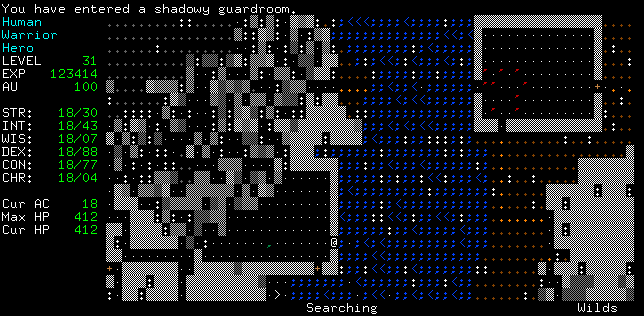 You have entered a shadowy guardroom.
Human
Warrior
Hero
LEVEL 31
EXP 123414
AU 100
STR: 18/30
INT: 18/43
WIS: 18/07
DEX: 18/88
CON: 18/77
CHR: 18/04
Cur AC 18
Max HP 412
Cur HP 412
Searching
Wilds